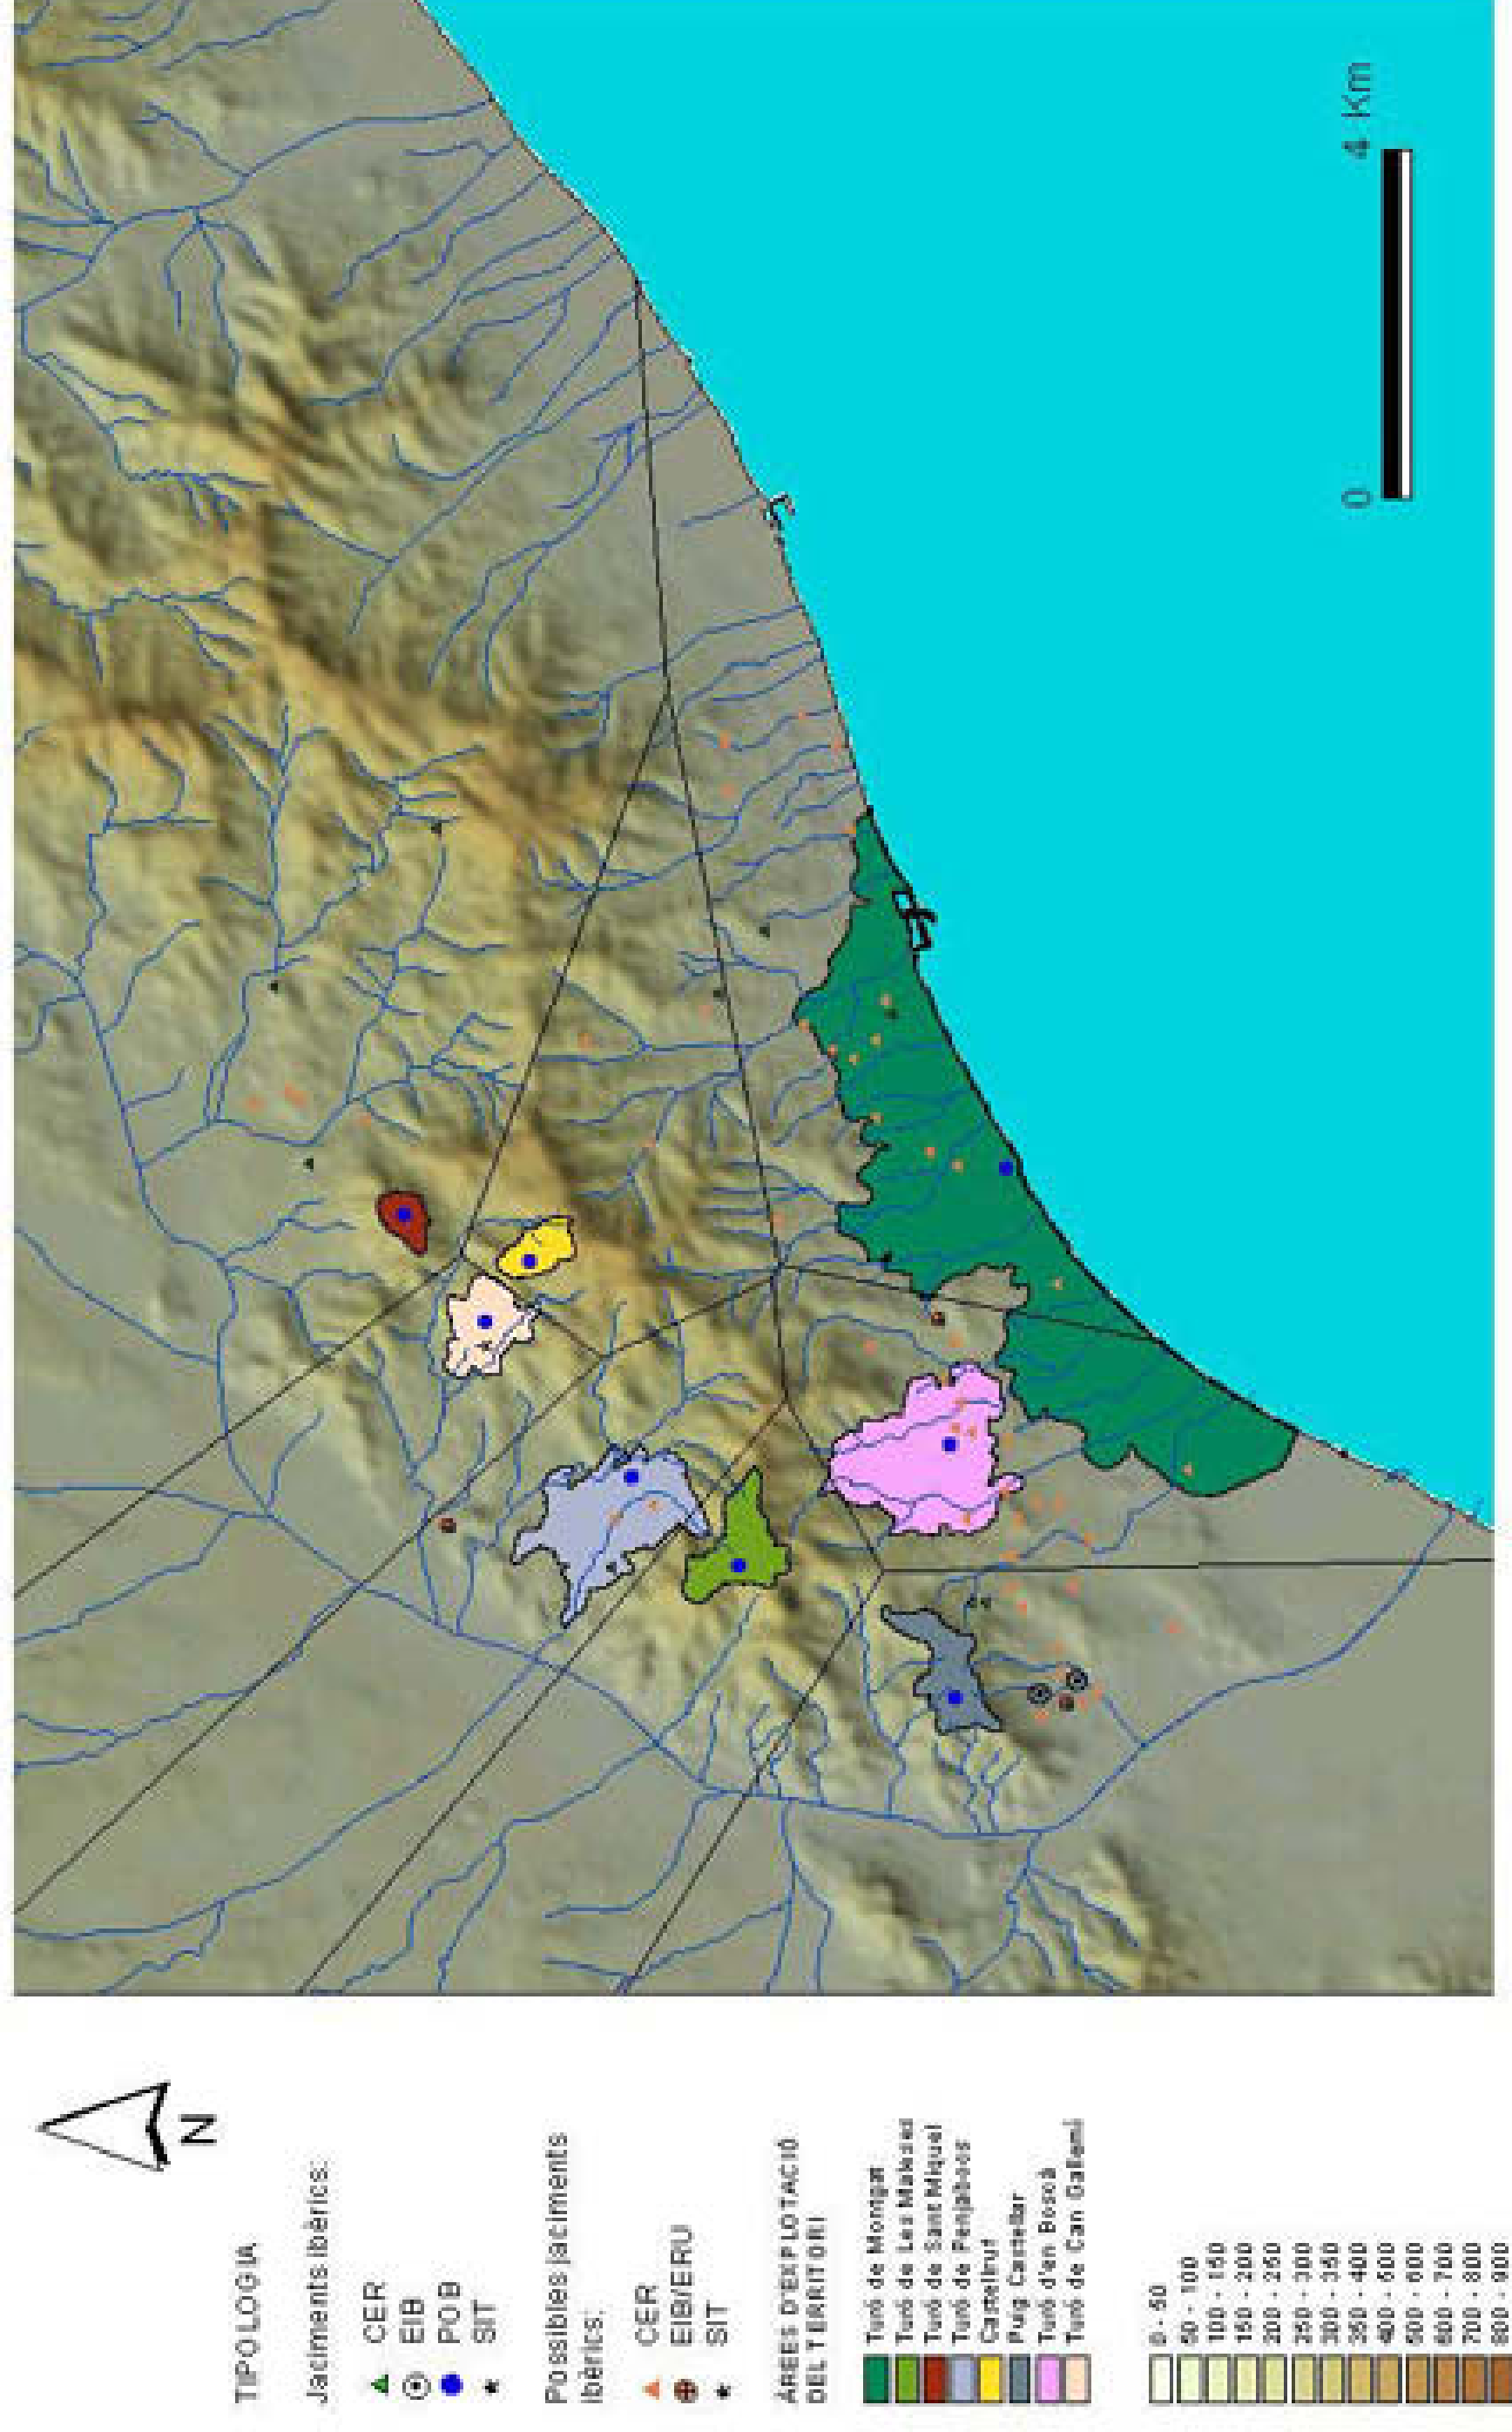 N
TIPOLOGIA
Jaciments ibèrics:
CER
EIB
POB
SIT
Possibles jaciments
ibèrics:
CER
EIB/ERU
SIT
ÀREES D'EXPLOTACIÓ
DEL TERRITORI
Turó de Montgat
Turó de Les Maleses
Turó de Sant Miquel
Turó de Penjabocs
Castellruf
Puig Castellar
Turó d'en Boscà
Turó de Can Gallemí
0 - 50
50 - 100
100 - 150
150 - 200
200 - 250
250 - 300
300 - 350
350 - 400
400 - 500
500 - 600
600 - 700
700 - 800
800 - 900
0 4 Km